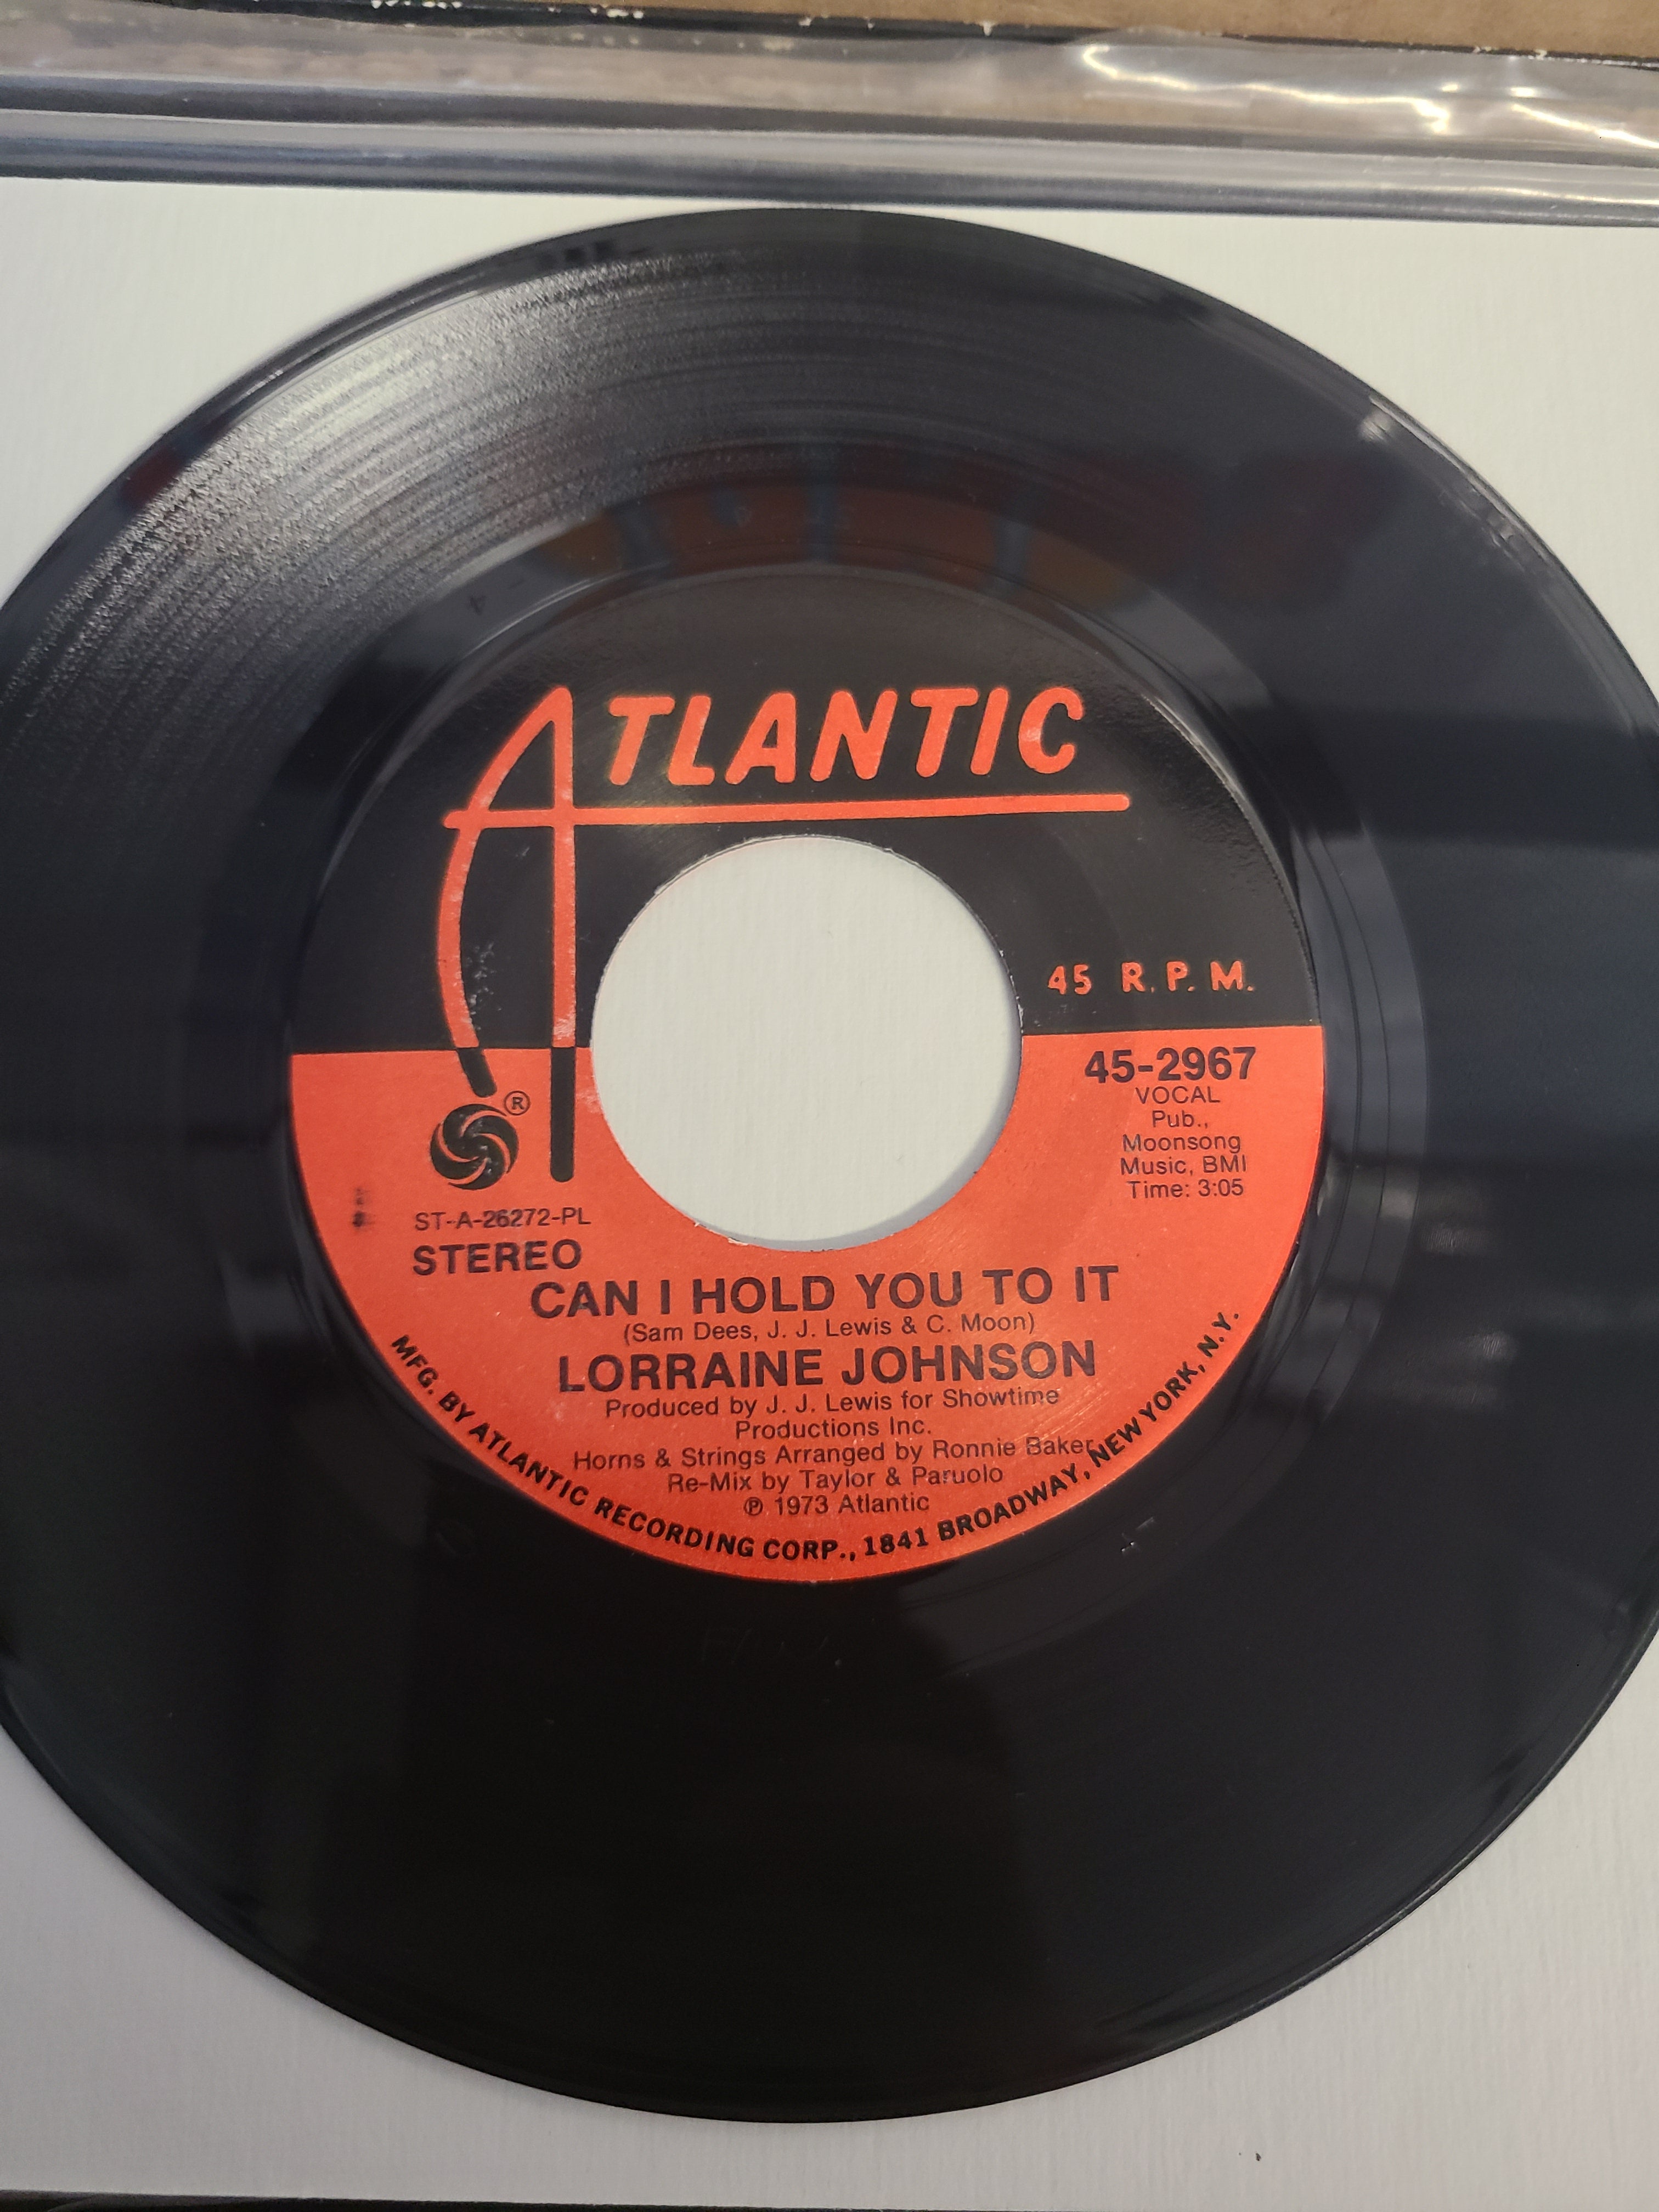 ATLANTIC
45 R.P.M.
45-2967
VOCAL
Pub.,
Moonsong
Music, BMI
Time: 3:05
®
ST-A-26272-PL
STEREO
CAN I HOLD YOU TO IT
(Sam Dees, J. J. Lewis & C. Moon)
LORRAINE JOHNSON
Produced by J. J. Lewis for Showtime
Productions Inc.
Horns & Strings Arranged by Ronnie Baker
Re-Mix by Taylor & Paruolo
℗ 1973 Atlantic
MFG. BY ATLANTIC RECORDING CORP., 1841 BROADWAY, NEW YORK, N.Y.